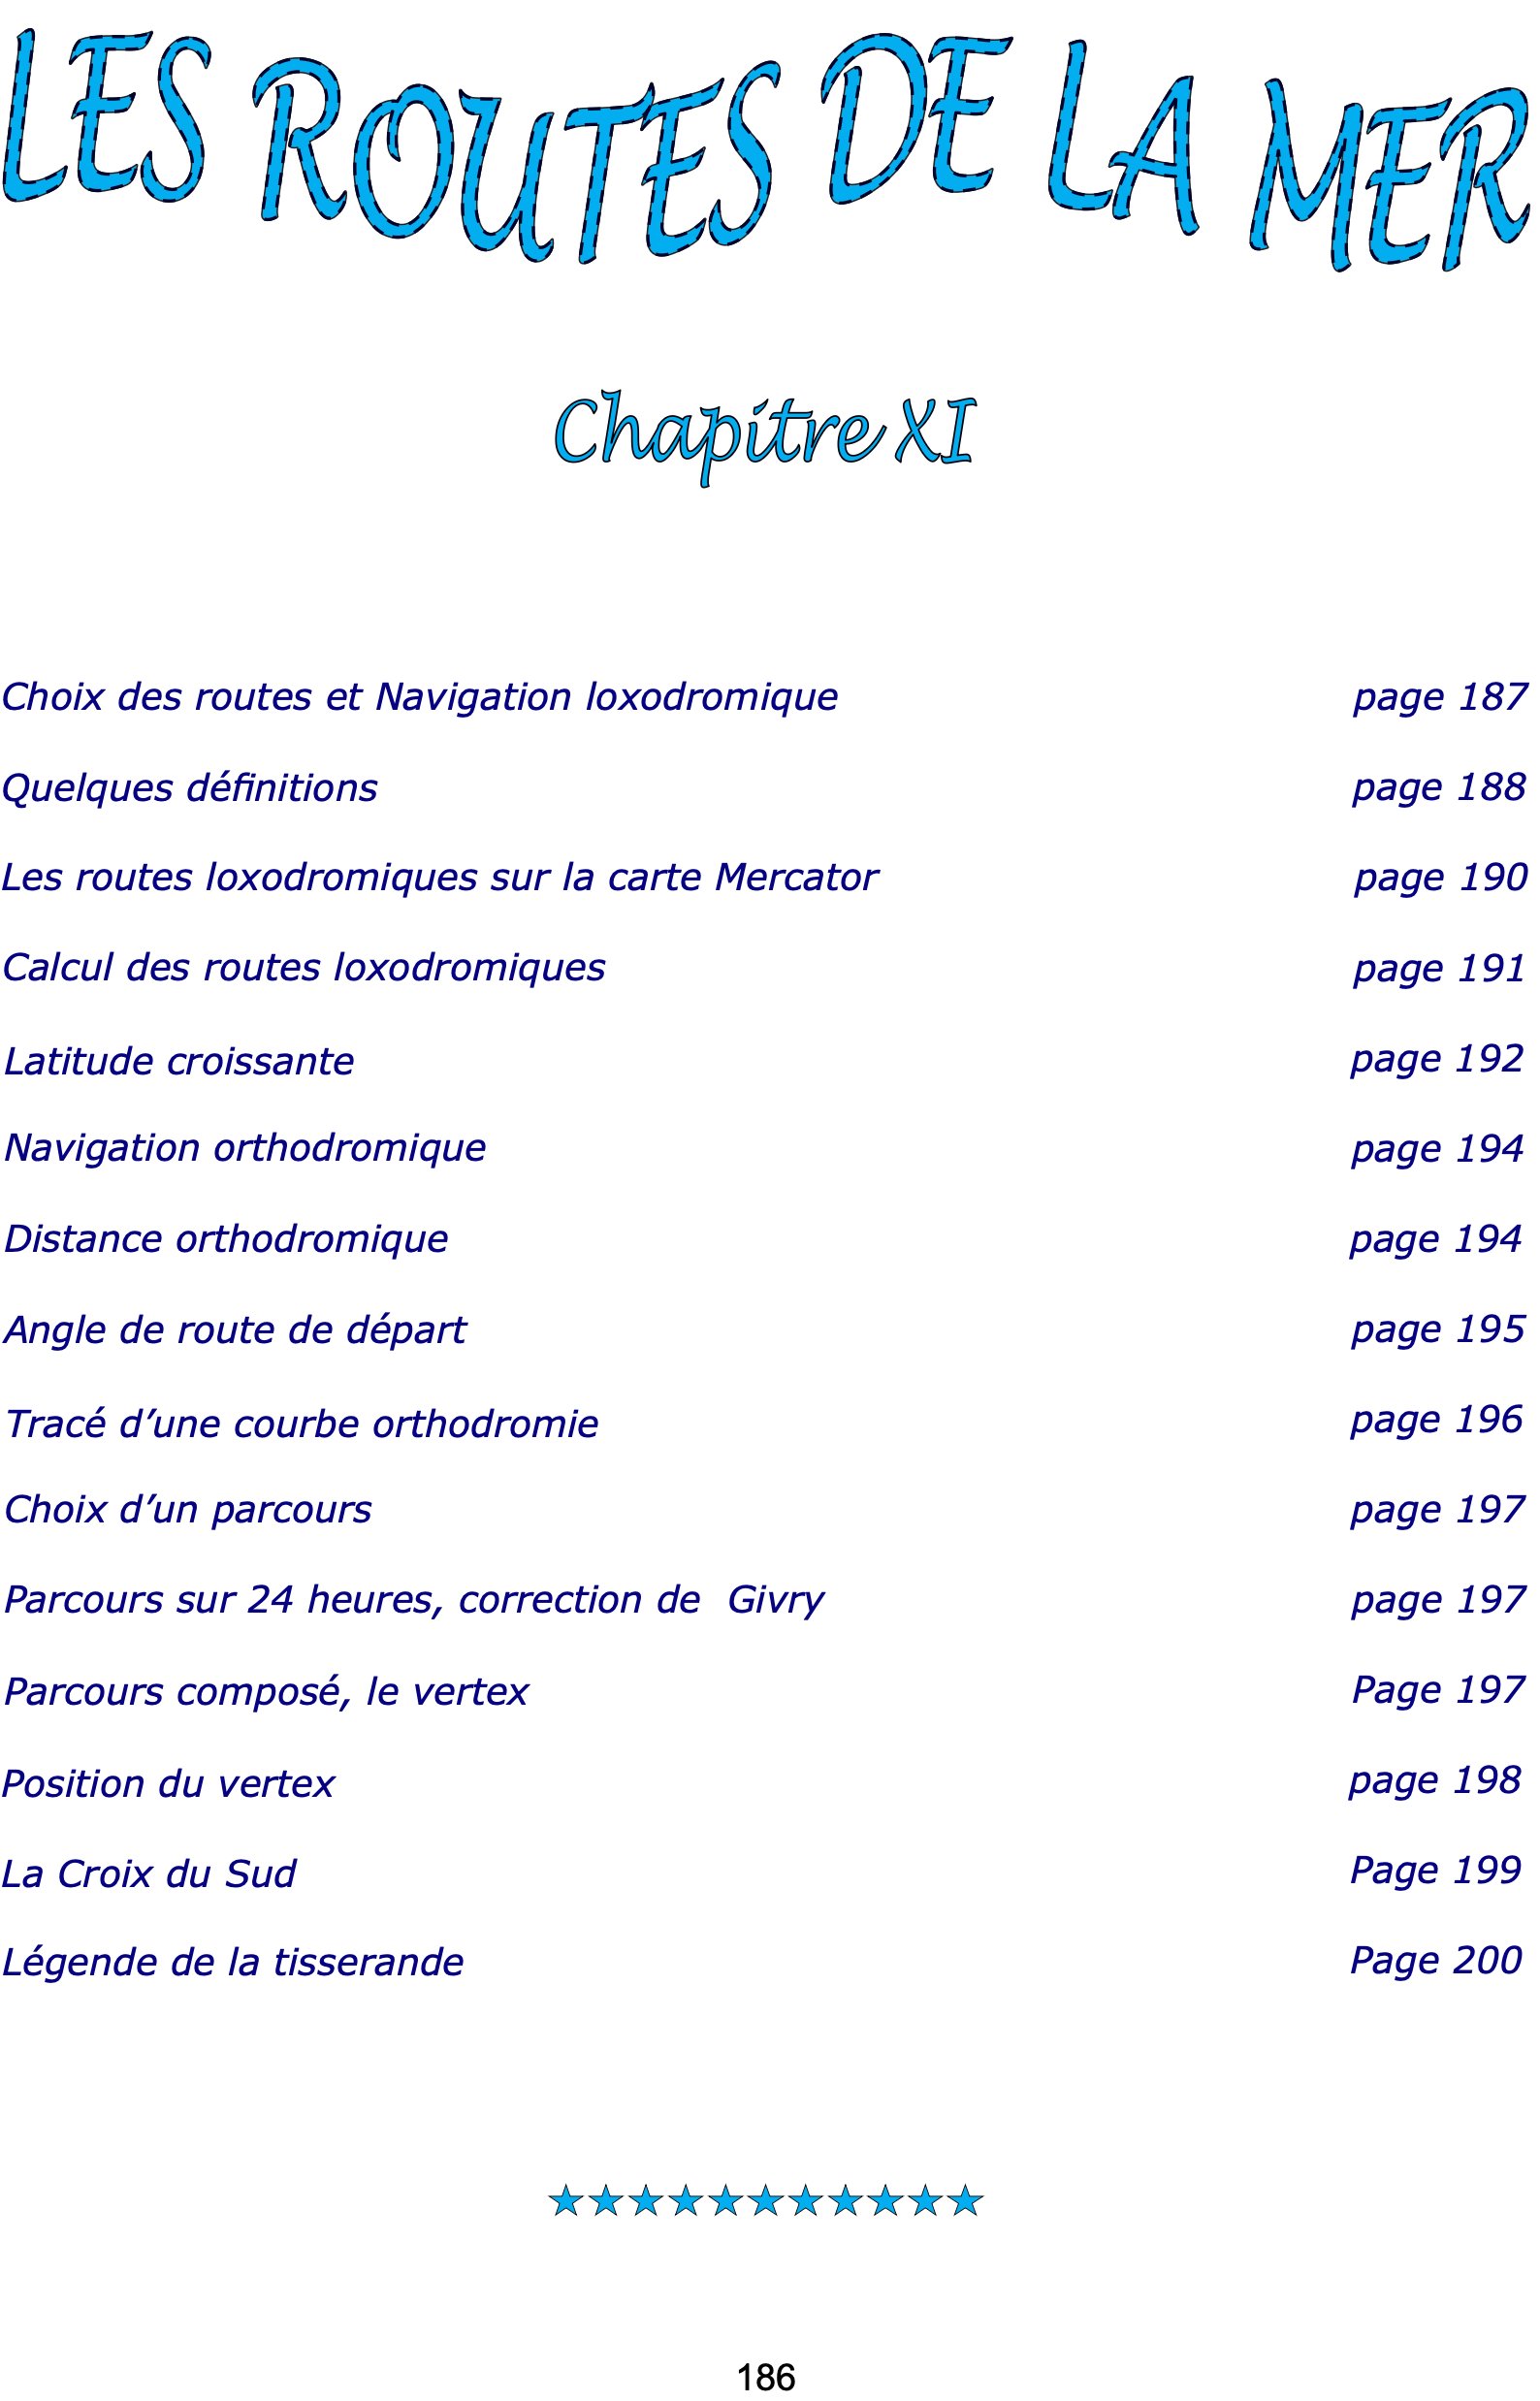 LES ROUTES DE LA MER
Chapitre XI
Choix des routes et Navigation loxodromique page 187
Quelques définitions page 188
Les routes loxodromiques sur la carte Mercator page 190
Calcul des routes loxodromiques page 191
Latitude croissante page 192
Navigation orthodromique page 194
Distance orthodromique page 194
Angle de route de départ page 195
Tracé d’une courbe orthodromie page 196
Choix d’un parcours page 197
Parcours sur 24 heures, correction de  Givry page 197
Parcours composé, le vertex Page 197
Position du vertex page 198
La Croix du Sud Page 199
Légende de la tisserande Page 200
186